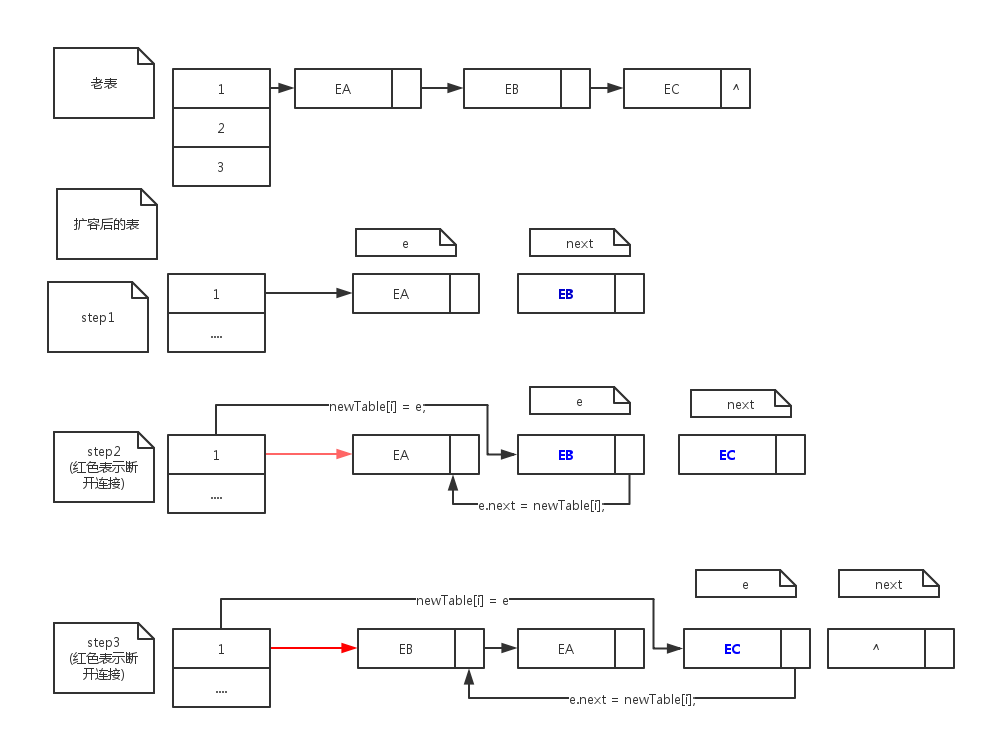 老表
1
EA
EB
EC
^
2
3
扩容后的表
e
next
step1
1
EA
EB
....
newTable[i] = e;
e
next
step2
(红色表示断
开连接)
1
EA
EB
EC
....
e.next = newTable[i];
newTable[i] = e
e
next
step3
(红色表示断
开连接)
1
EB
EA
EC
^
....
e.next = newTable[i];